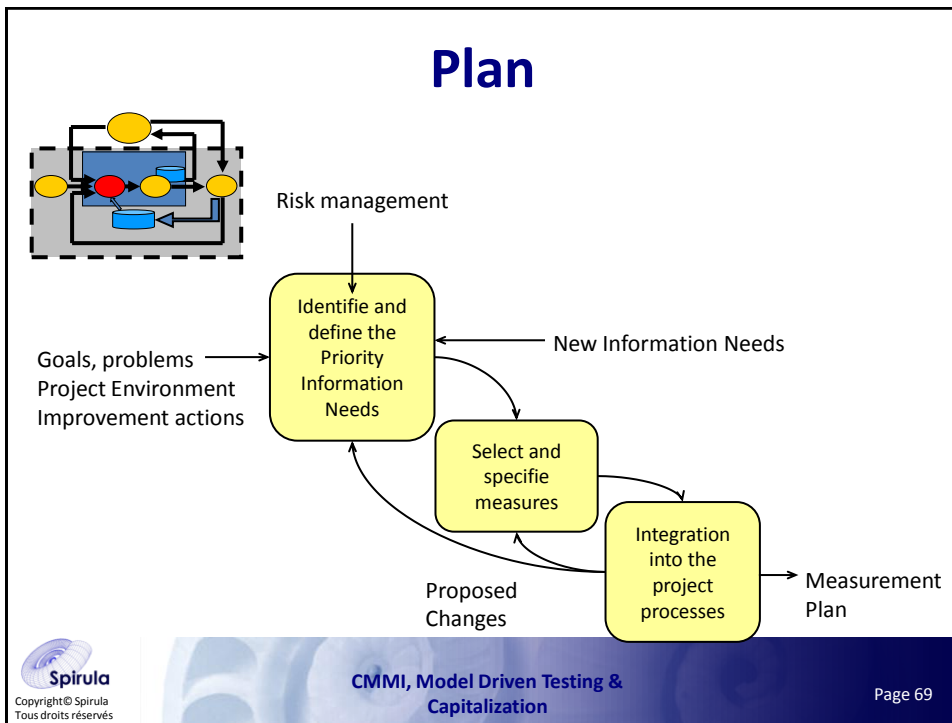 Plan
Risk management
Identifie and
define the
Priority
Information
Needs
New Information Needs
Goals, problems
Project Environment
Improvement actions
Select and
specifie
measures
Integration
into the
project
processes
Proposed
Changes
Measurement
Plan
Spirula
Copyright© Spirula
Tous droits réservés
CMMI, Model Driven Testing &
Capitalization
Page 69